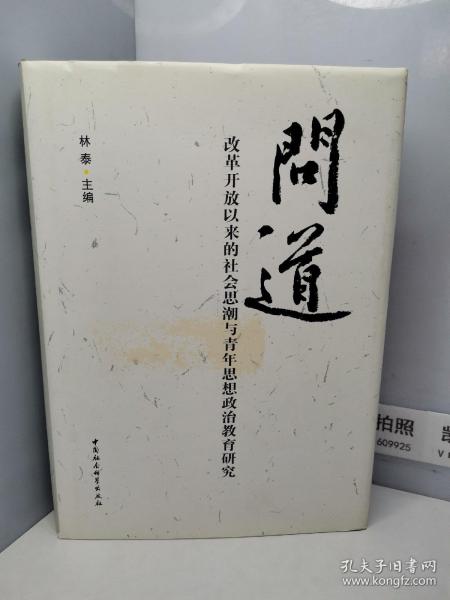 問道
改革开放以来的社会思潮与青年思想政治教育研究
林泰·主编
中国社会科学出版社
拍照
609925
凯
V
孔夫子旧书网
www.kongfz.com